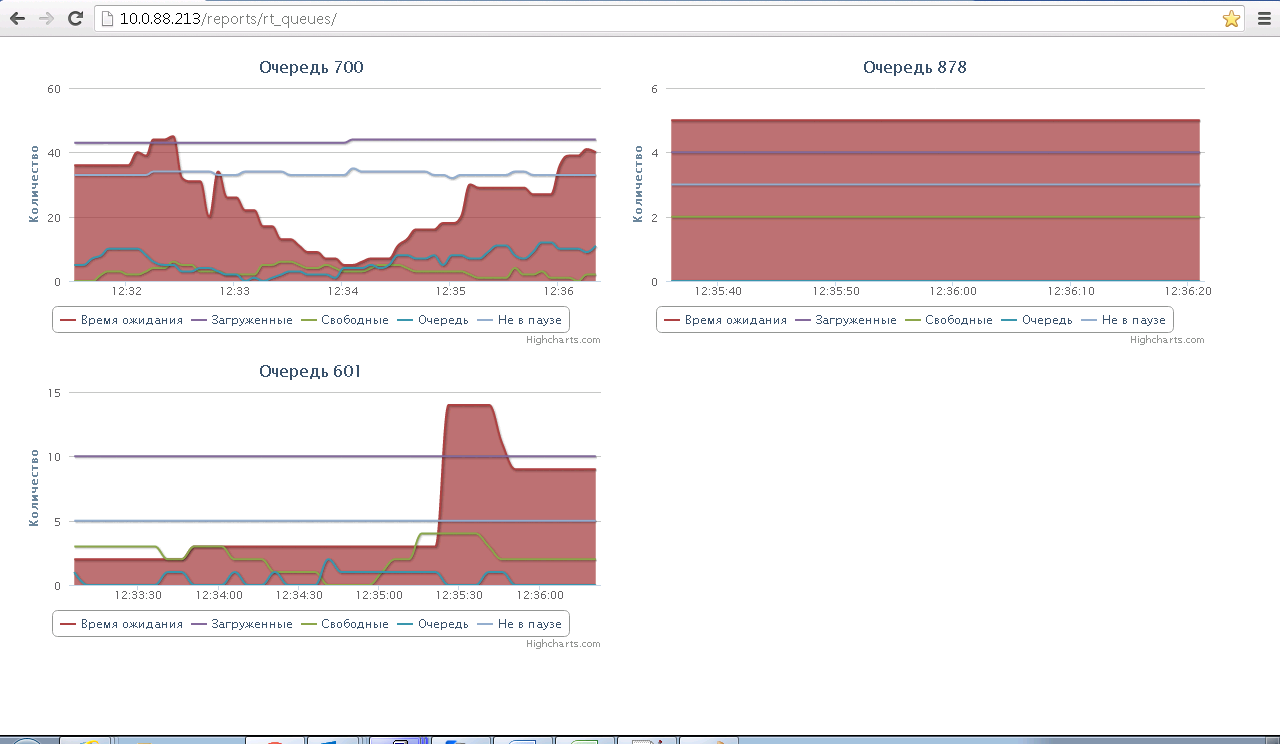 10.0.88.213/reports/rt_queues/
Очередь 700
60
40
20
0
Количество
12:32 12:33 12:34 12:35 12:36
Время ожидания Загруженные Свободные Очередь Не в паузе
Highcharts.com
Очередь 878
6
4
2
0
Количество
12:35:40 12:35:50 12:36:00 12:36:10 12:36:20
Время ожидания Загруженные Свободные Очередь Не в паузе
Highcharts.com
Очередь 601
15
10
5
0
Количество
12:33:30 12:34:00 12:34:30 12:35:00 12:35:30 12:36:00
Время ожидания Загруженные Свободные Очередь Не в паузе
Highcharts.com